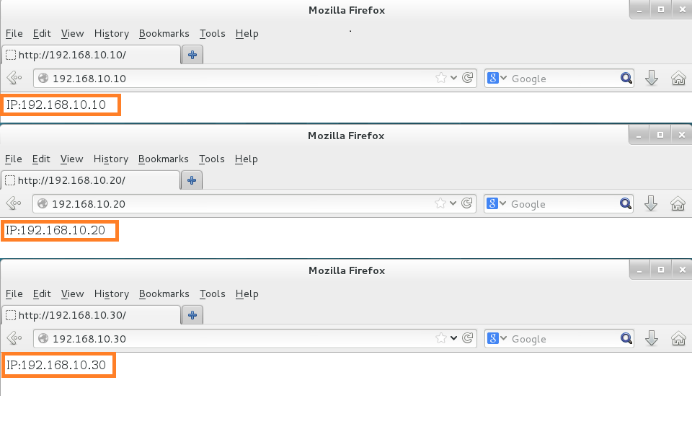 Mozilla Firefox
File Edit View History Bookmarks Tools Help
http://192.168.10.10/
192.168.10.10 Google
IP:192.168.10.10
Mozilla Firefox
File Edit View History Bookmarks Tools Help
http://192.168.10.20/
192.168.10.20 Google
IP:192.168.10.20
Mozilla Firefox
File Edit View History Bookmarks Tools Help
http://192.168.10.30/
192.168.10.30 Google
IP:192.168.10.30